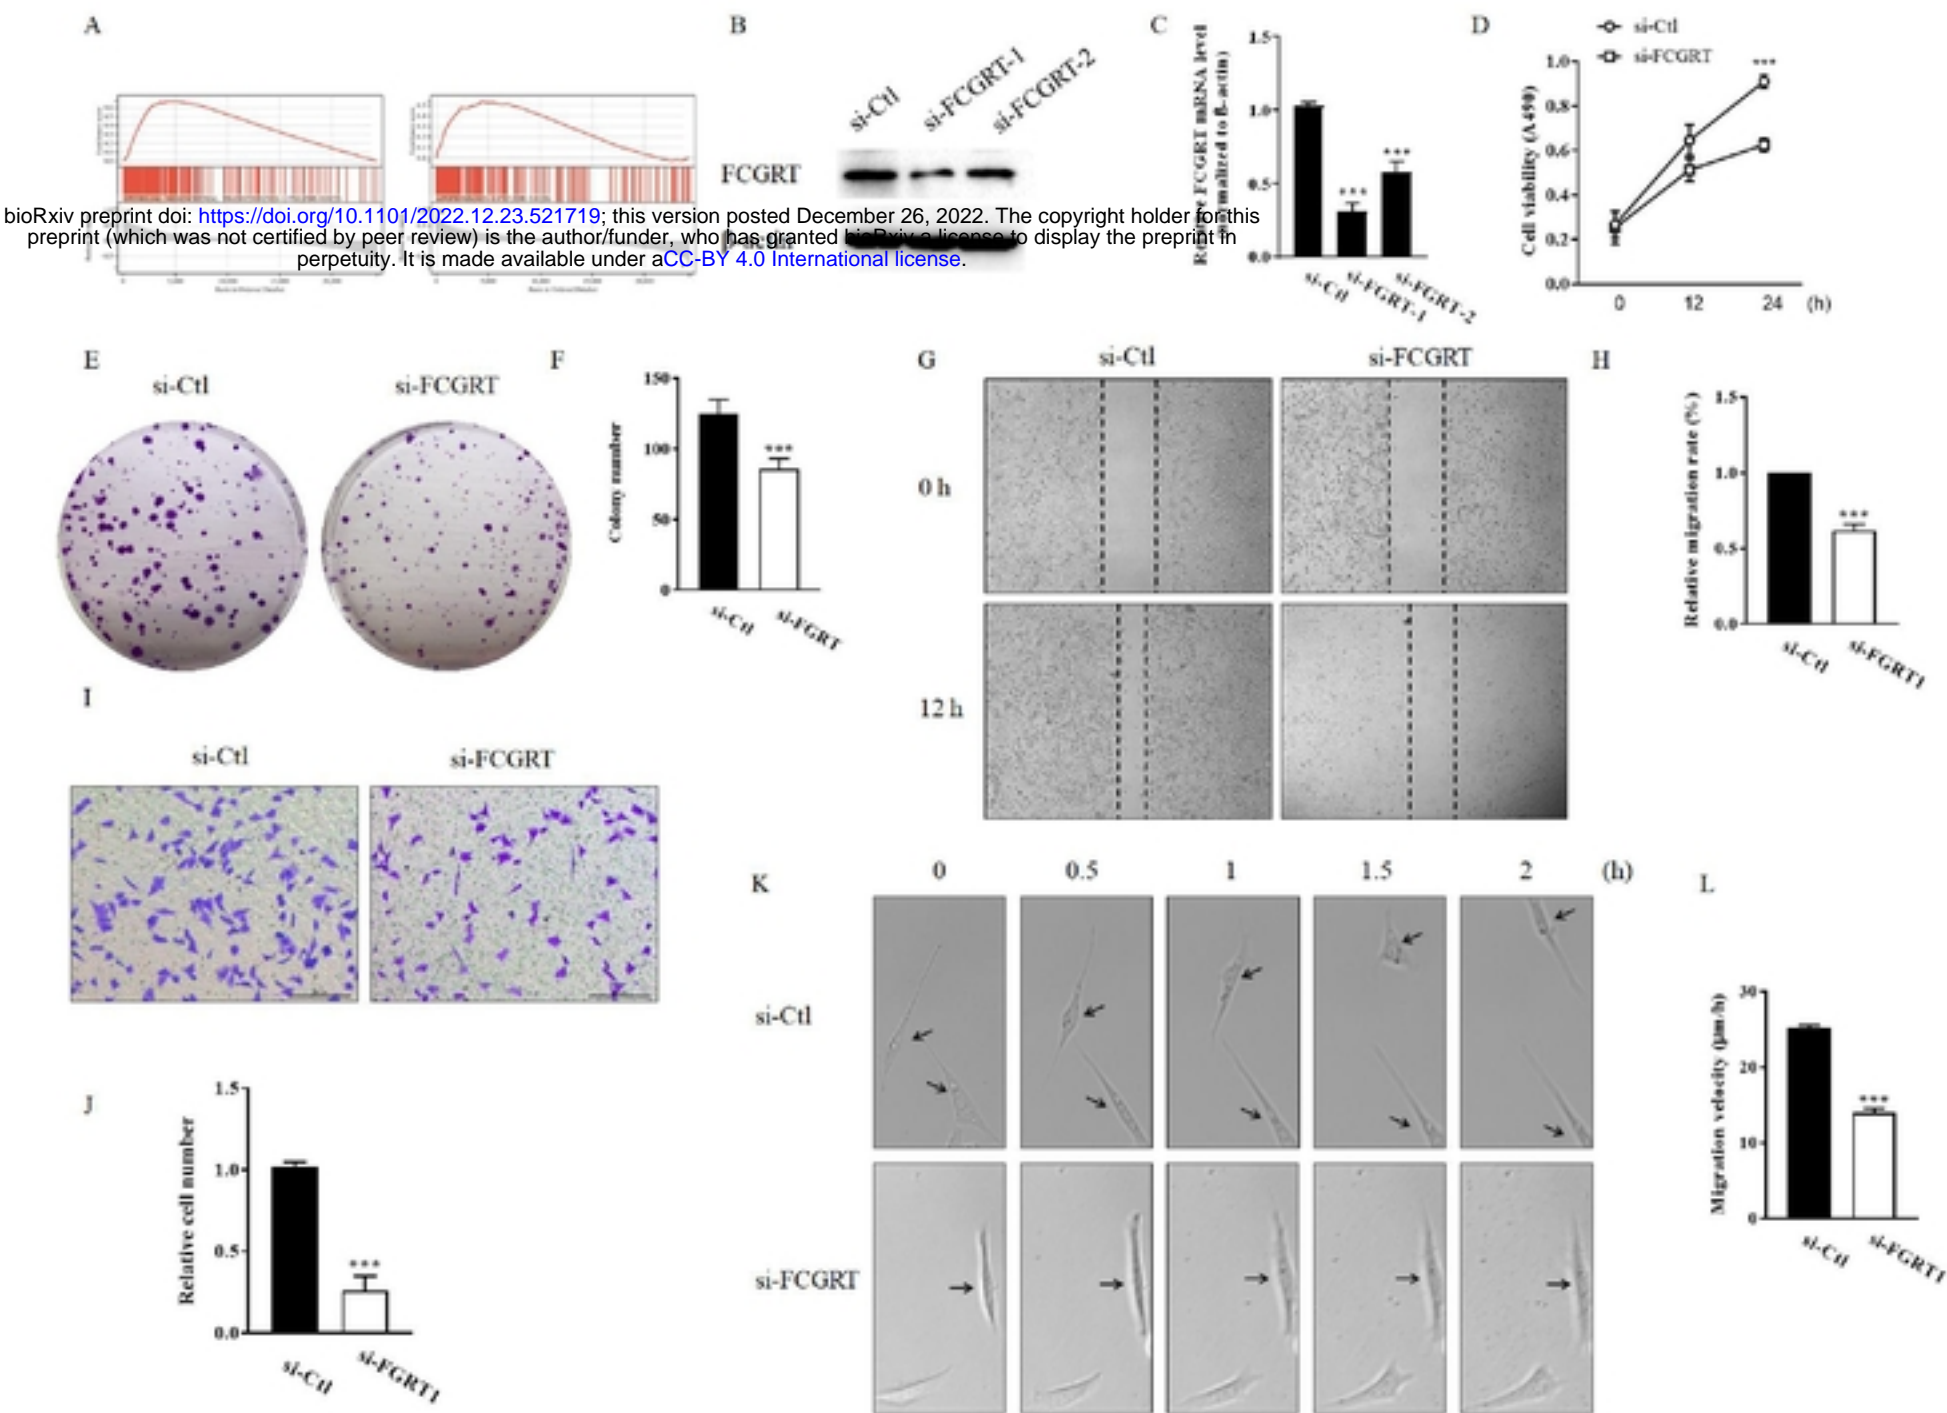 A
B
si-Ctl
si-FCGRT-1
si-FCGRT-2
FCGRT
C
FCGRT mRNA level
normalized to ß-actin)
1.5
1.0
0.5
0.0
***
***
si-Ctl
si-FGRT-1
si-FGRT-2
D
si-Ctl
si-FCGRT
Cell viability (A490)
1.0
0.8
0.6
0.4
0.2
0.0
***
*
0
12
24
(h)
bioRxiv preprint doi: https://doi.org/10.1101/2022.12.23.521719; this version posted December 26, 2022. The copyright holder for this
preprint (which was not certified by peer review) is the author/funder, who has granted bioRxiv a license to display the preprint in
perpetuity. It is made available under aCC-BY 4.0 International license.
E
si-Ctl
si-FCGRT
F
Colony number
150
100
50
0
***
si-Ctl
si-FGRT
G
si-Ctl
si-FCGRT
0 h
12 h
H
Relative migration rate (%)
1.5
1.0
0.5
0.0
***
si-Ctl
si-FGRT1
I
si-Ctl
si-FCGRT
J
Relative cell number
1.5
1.0
0.5
0.0
***
si-Ctl
si-FGRT1
K
0
0.5
1
1.5
2
(h)
si-Ctl
si-FCGRT
L
Migration velocity (μm/h)
30
20
10
0
***
si-Ctl
si-FGRT1